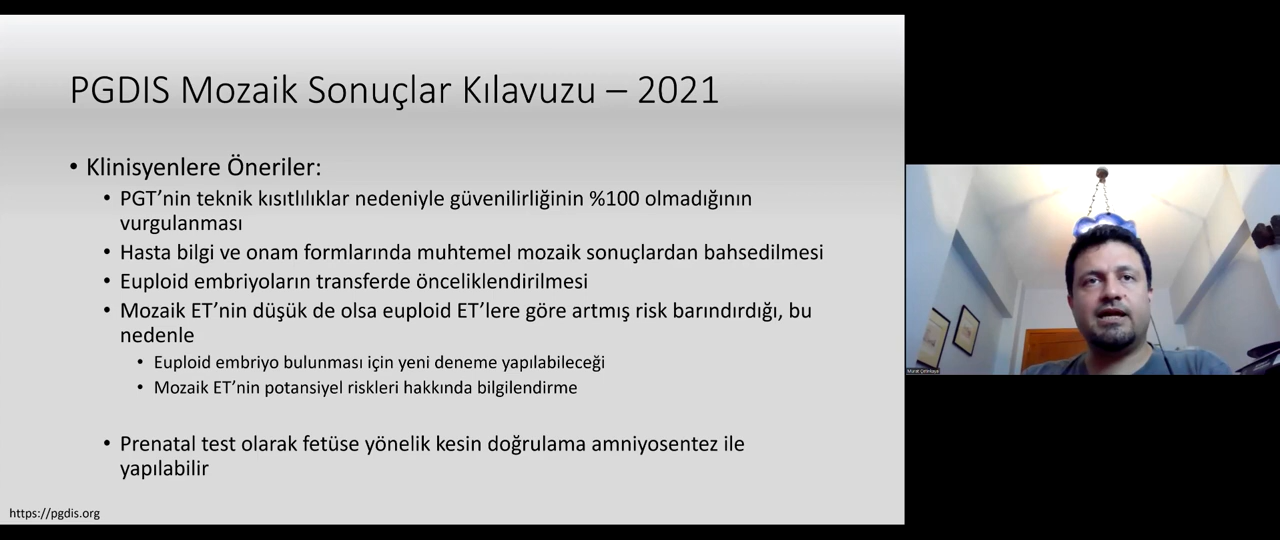 PGDIS Mozaik Sonuçlar Kılavuzu – 2021
• Klinisyenlere Öneriler:
• PGT’nin teknik kısıtlılıklar nedeniyle güvenilirliğinin %100 olmadığının
vurgulanması
• Hasta bilgi ve onam formlarında muhtemel mozaik sonuçlardan bahsedilmesi
• Euploid embriyoların transferde önceliklendirilmesi
• Mozaik ET’nin düşük de olsa euploid ET’lere göre artmış risk barındırdığı, bu
nedenle
• Euploid embriyo bulunması için yeni deneme yapılabileceği
• Mozaik ET’nin potansiyel riskleri hakkında bilgilendirme
• Prenatal test olarak fetüse yönelik kesin doğrulama amniyosentez ile
yapılabilir
https://pgdis.org